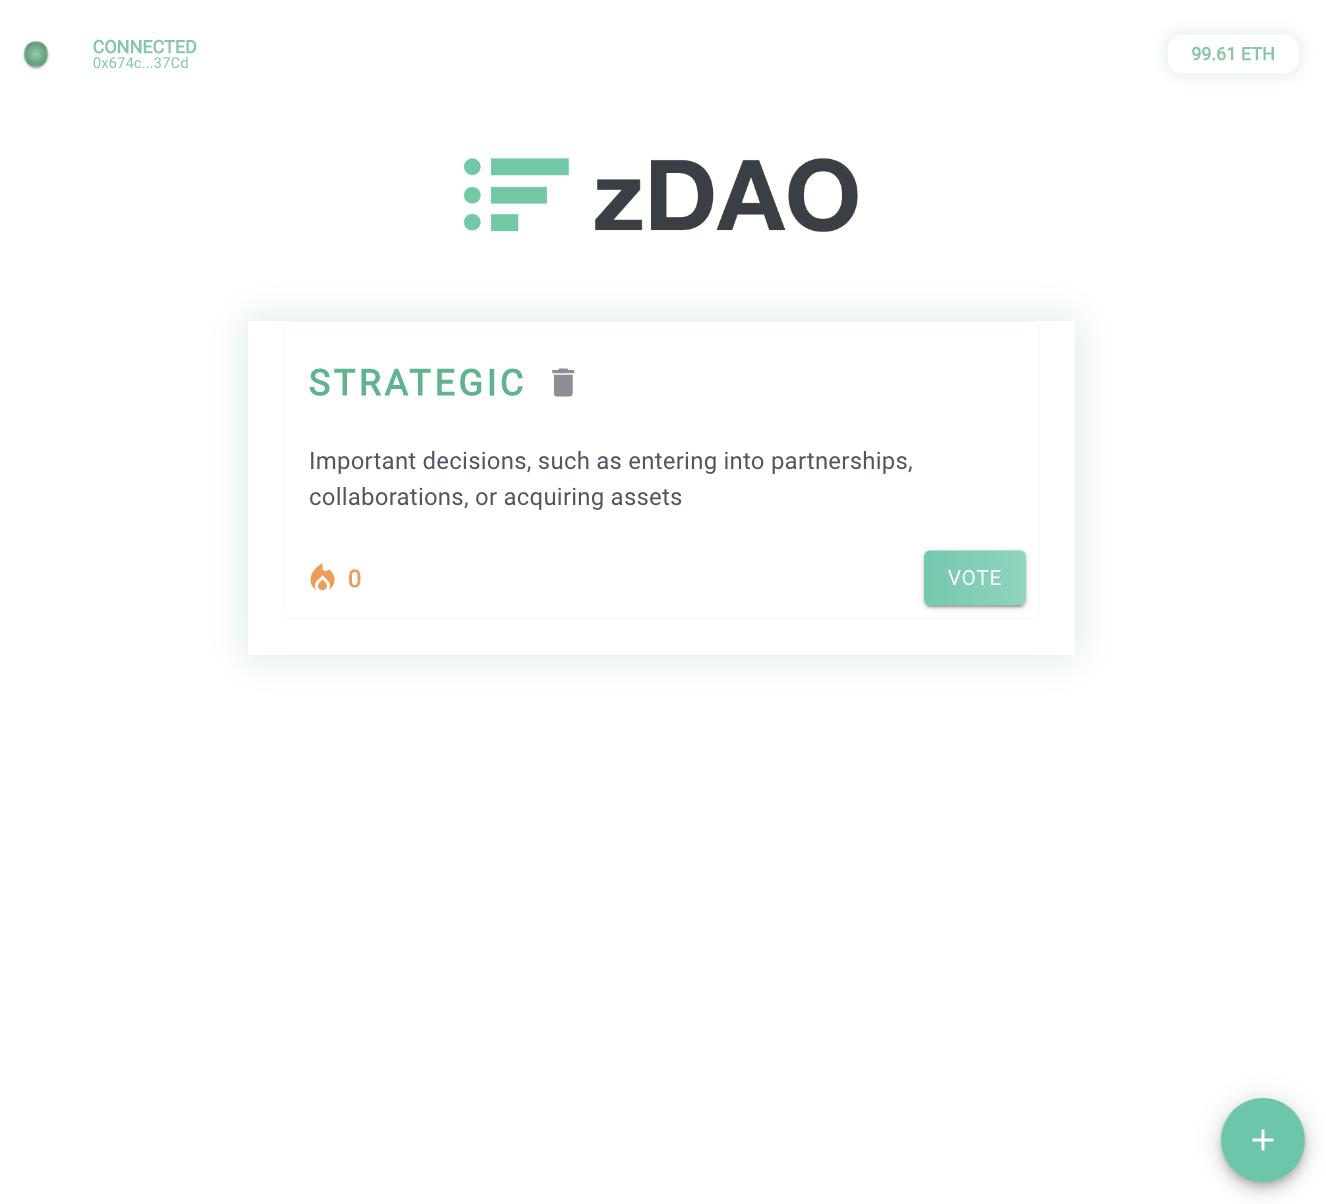 CONNECTED
0x674c...37Cd
99.61 ETH
zDAO
STRATEGIC
Important decisions, such as entering into partnerships,
collaborations, or acquiring assets
0
VOTE
+